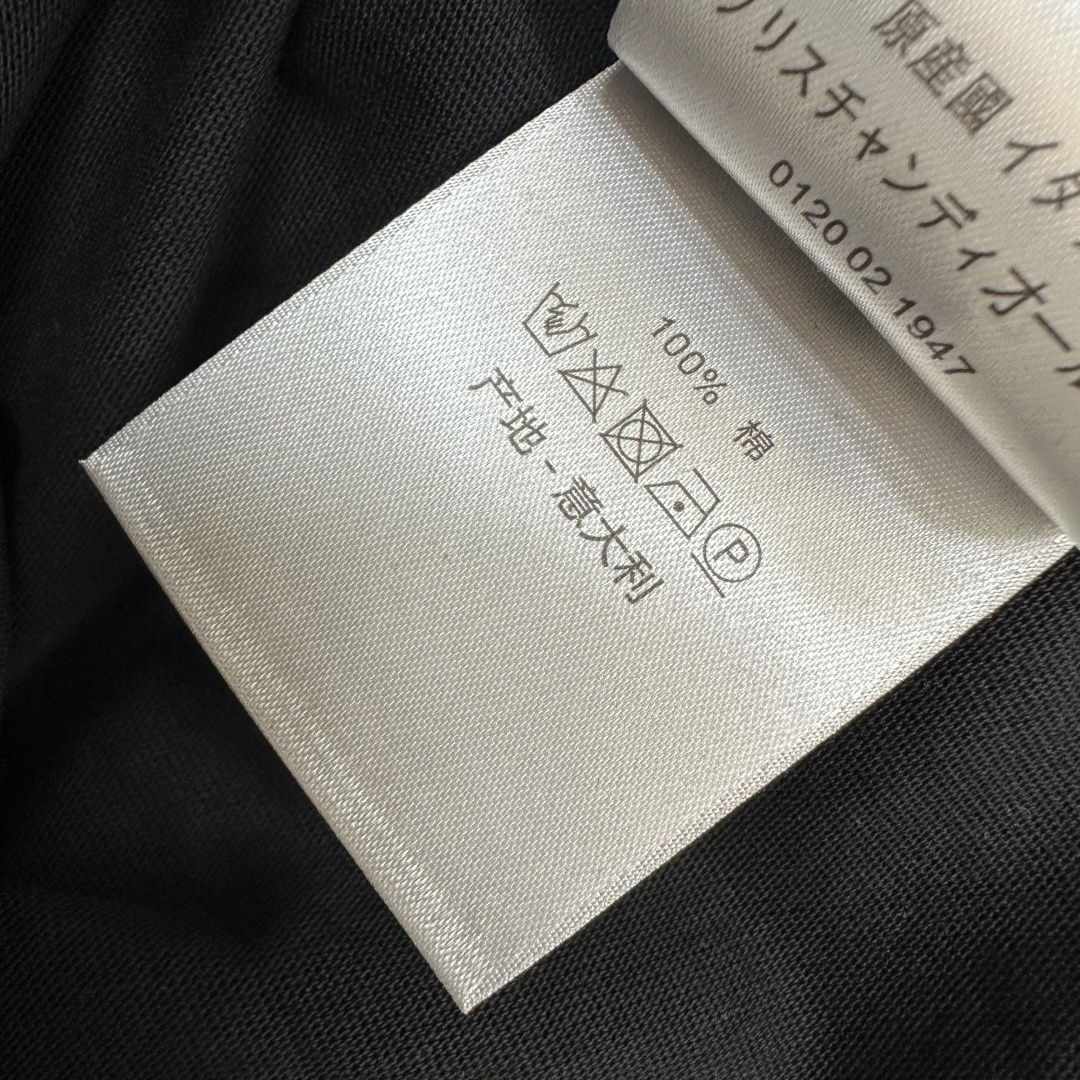 原産國 イタ
リスチャンディオール
0120 02 1947
100% 棉
P
产地 - 意大利